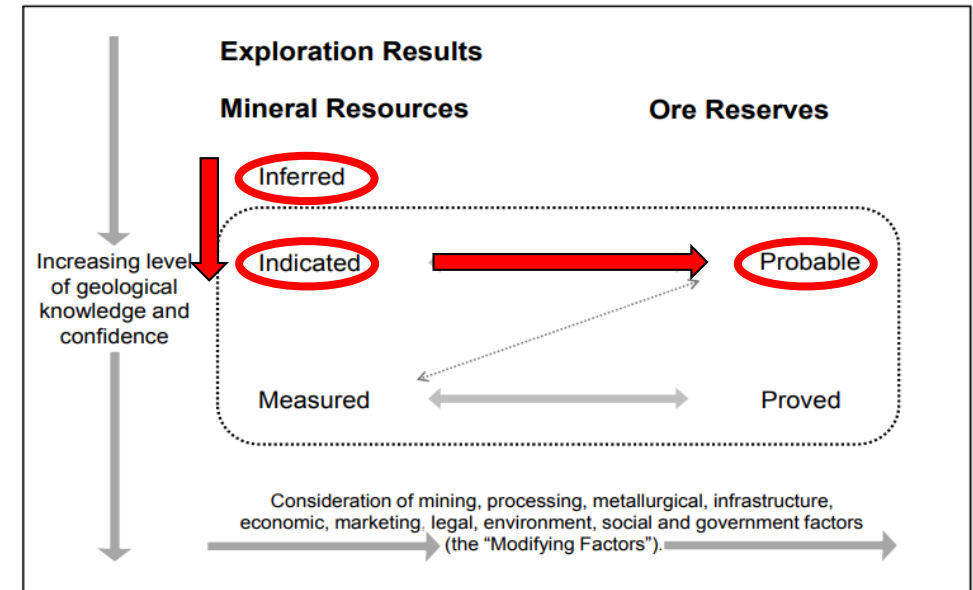 Exploration Results
Mineral Resources
Ore Reserves
Inferred
Increasing level
of geological
knowledge and
confidence
Indicated
Probable
Measured
Proved
Consideration of mining, processing, metallurgical, infrastructure,
economic, marketing, legal, environment, social and government factors
(the “Modifying Factors”).